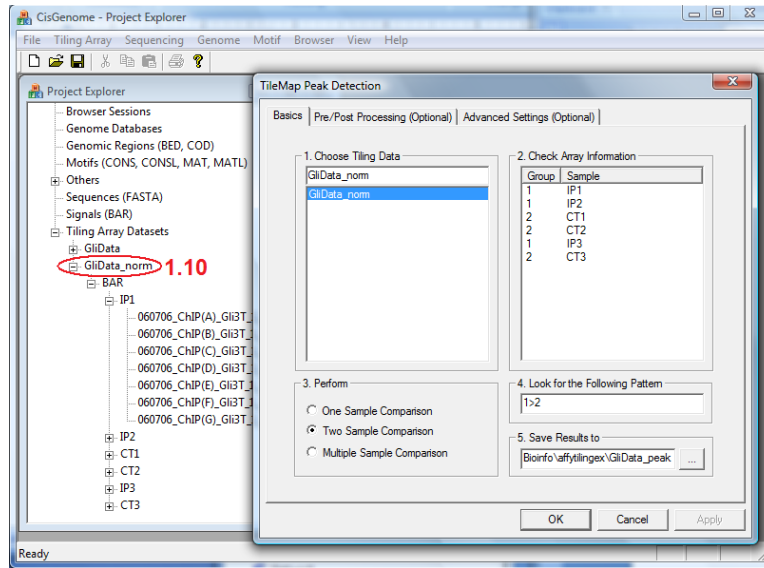 CisGenome - Project Explorer
File Tiling Array Sequencing Genome Motif Browser View Help
Project Explorer
Browser Sessions
Genome Databases
Genomic Regions (BED, COD)
Motifs (CONS, CONSL, MAT, MATL)
Others
Sequences (FASTA)
Signals (BAR)
Tiling Array Datasets
GliData
GliData_norm 1.10
BAR
IP1
060706_ChIP(A)_Gli3T_
060706_ChIP(B)_Gli3T_
060706_ChIP(C)_Gli3T_
060706_ChIP(D)_Gli3T_
060706_ChIP(E)_Gli3T_1
060706_ChIP(F)_Gli3T_1
060706_ChIP(G)_Gli3T_
IP2
CT1
CT2
IP3
CT3
Ready
TileMap Peak Detection
Basics Pre/Post Processing (Optional) Advanced Settings (Optional)
1. Choose Tiling Data
GliData_norm
GliData_norm
2. Check Array Information
Group Sample
1 IP1
1 IP2
2 CT1
2 CT2
1 IP3
2 CT3
3. Perform
One Sample Comparison
Two Sample Comparison
Multiple Sample Comparison
4. Look for the Following Pattern
1>2
5. Save Results to
Bioinfo\affytilingex\GliData_peak ...
OK Cancel Apply